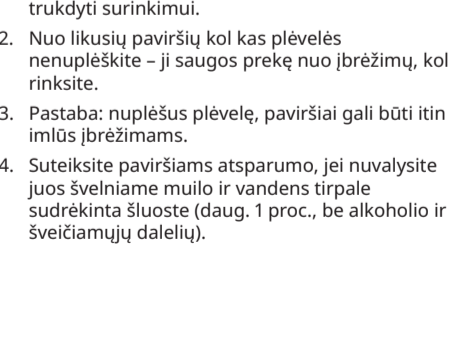 trukdyti surinkimui.
2. Nuo likusių paviršių kol kas plėvelės
nenuplėškite – ji saugos prekę nuo įbrėžimų, kol
rinksite.
3. Pastaba: nuplėšus plėvelę, paviršiai gali būti itin
imlūs įbrėžimams.
4. Suteiksite paviršiams atsparumo, jei nuvalysite
juos švelniame muilo ir vandens tirpale
sudrėkinta šluoste (daug. 1 proc., be alkoholio ir
šveičiamųjų dalelių).